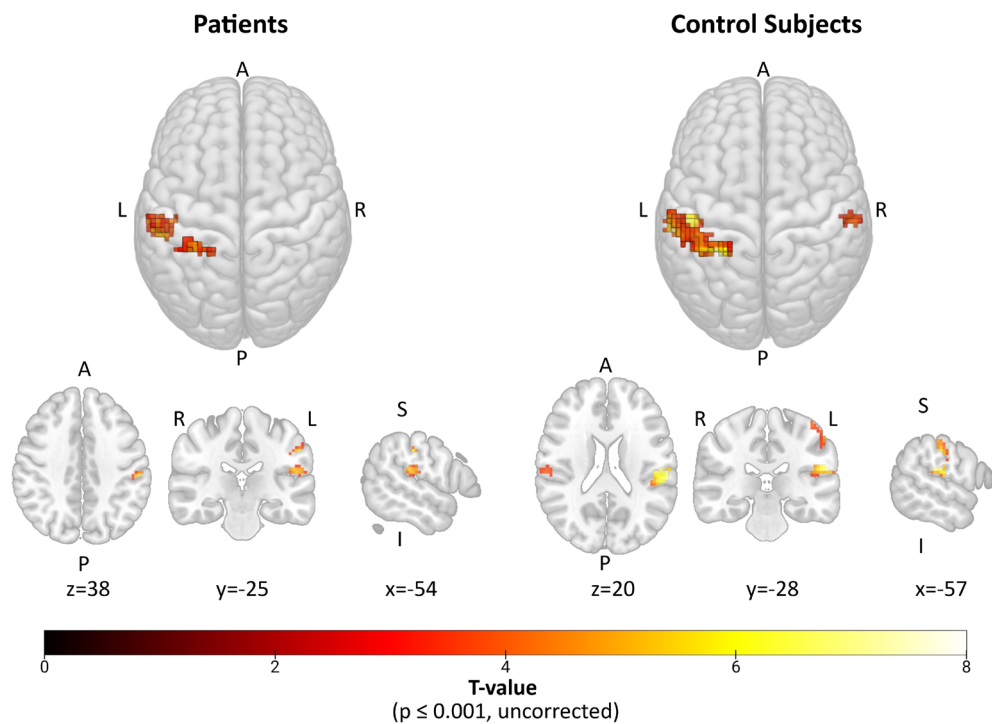 Patients
Control Subjects
A
A
L
R
L
R
P
P
A
R
L
S
A
R
L
S
P
I
P
I
z=38
y=-25
x=-54
z=20
y=-28
x=-57
0
2
4
6
8
T-value
(p ≤ 0.001, uncorrected)